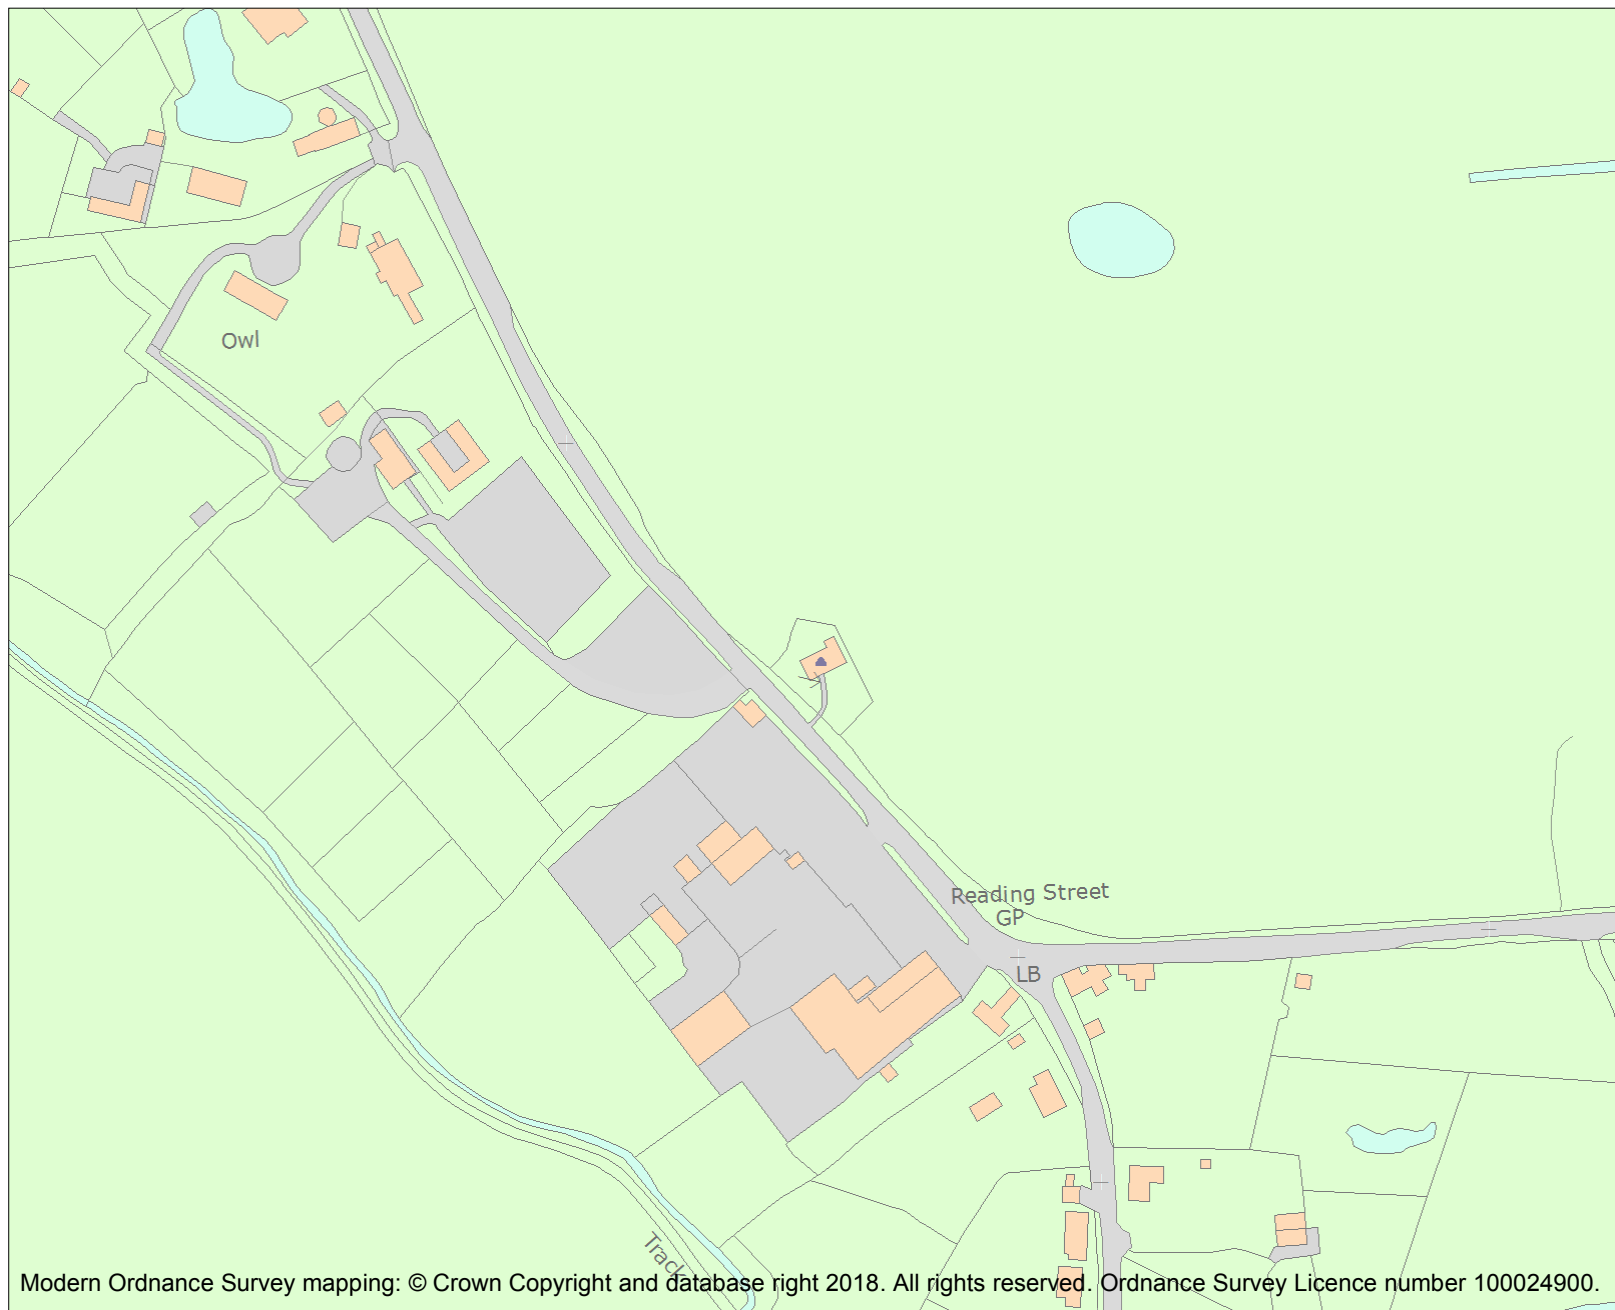 Owl
Reading Street
GP
LB
Track
Modern Ordnance Survey mapping: © Crown Copyright and database right 2018. All rights reserved. Ordnance Survey Licence number 100024900.